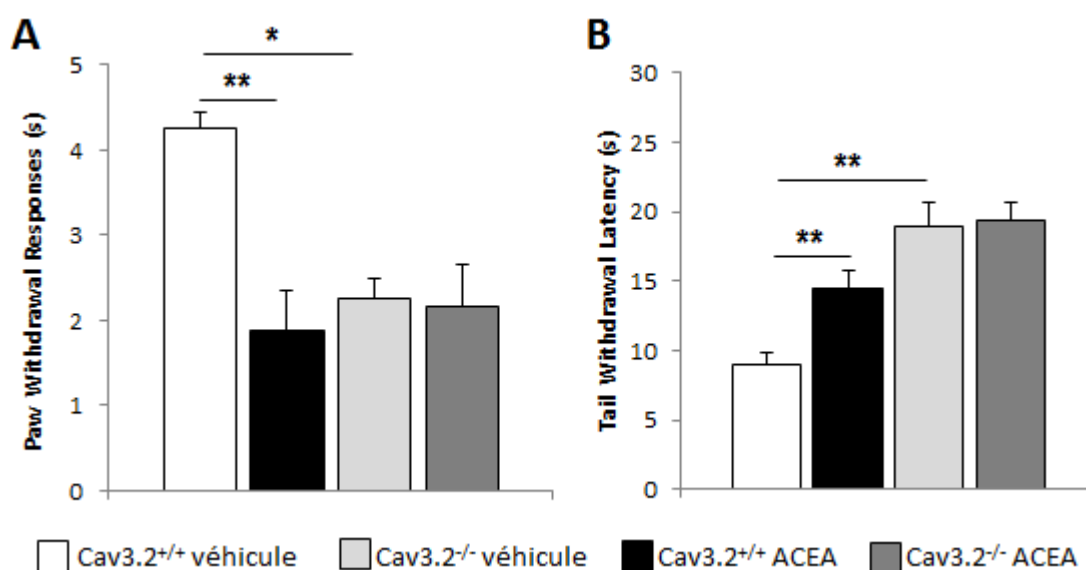 A
Paw Withdrawal Responses (s)
5
4
3
2
1
0
*
**
B
Tail Withdrawal Latency (s)
30
25
20
15
10
5
0
**
**
Cav3.2+/+ véhicule
Cav3.2-/- véhicule
Cav3.2+/+ ACEA
Cav3.2-/- ACEA